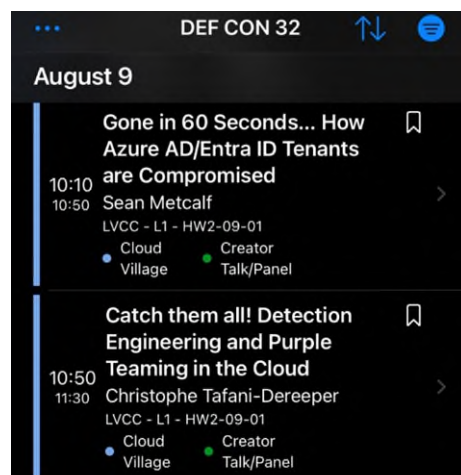 DEF CON 32
August 9
Gone in 60 Seconds... How
Azure AD/Entra ID Tenants
are Compromised
10:10
10:50
Sean Metcalf
LVCC - L1 - HW2-09-01
Cloud Village
Creator Talk/Panel
Catch them all! Detection
Engineering and Purple
Teaming in the Cloud
10:50
11:30
Christophe Tafani-Dereeper
LVCC - L1 - HW2-09-01
Cloud Village
Creator Talk/Panel